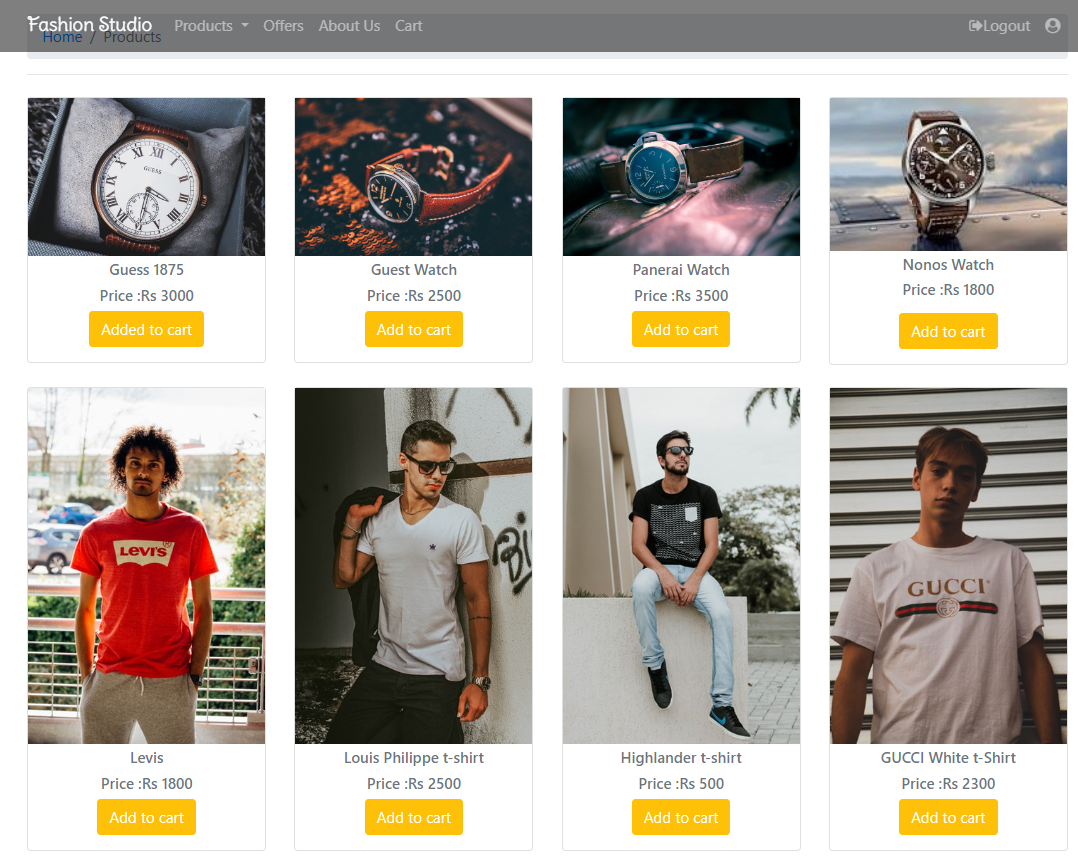 Fashion Studio Products Offers About Us Cart Logout
Home / Products
GUESS
Guess 1875
Price :Rs 3000
Added to cart
Guest Watch
Price :Rs 2500
Add to cart
Panerai Watch
Price :Rs 3500
Add to cart
Nonos Watch
Price :Rs 1800
Add to cart
LEVI'S
Levis
Price :Rs 1800
Add to cart
Louis Philippe t-shirt
Price :Rs 2500
Add to cart
Highlander t-shirt
Price :Rs 500
Add to cart
GUCCI
GUCCI White t-Shirt
Price :Rs 2300
Add to cart